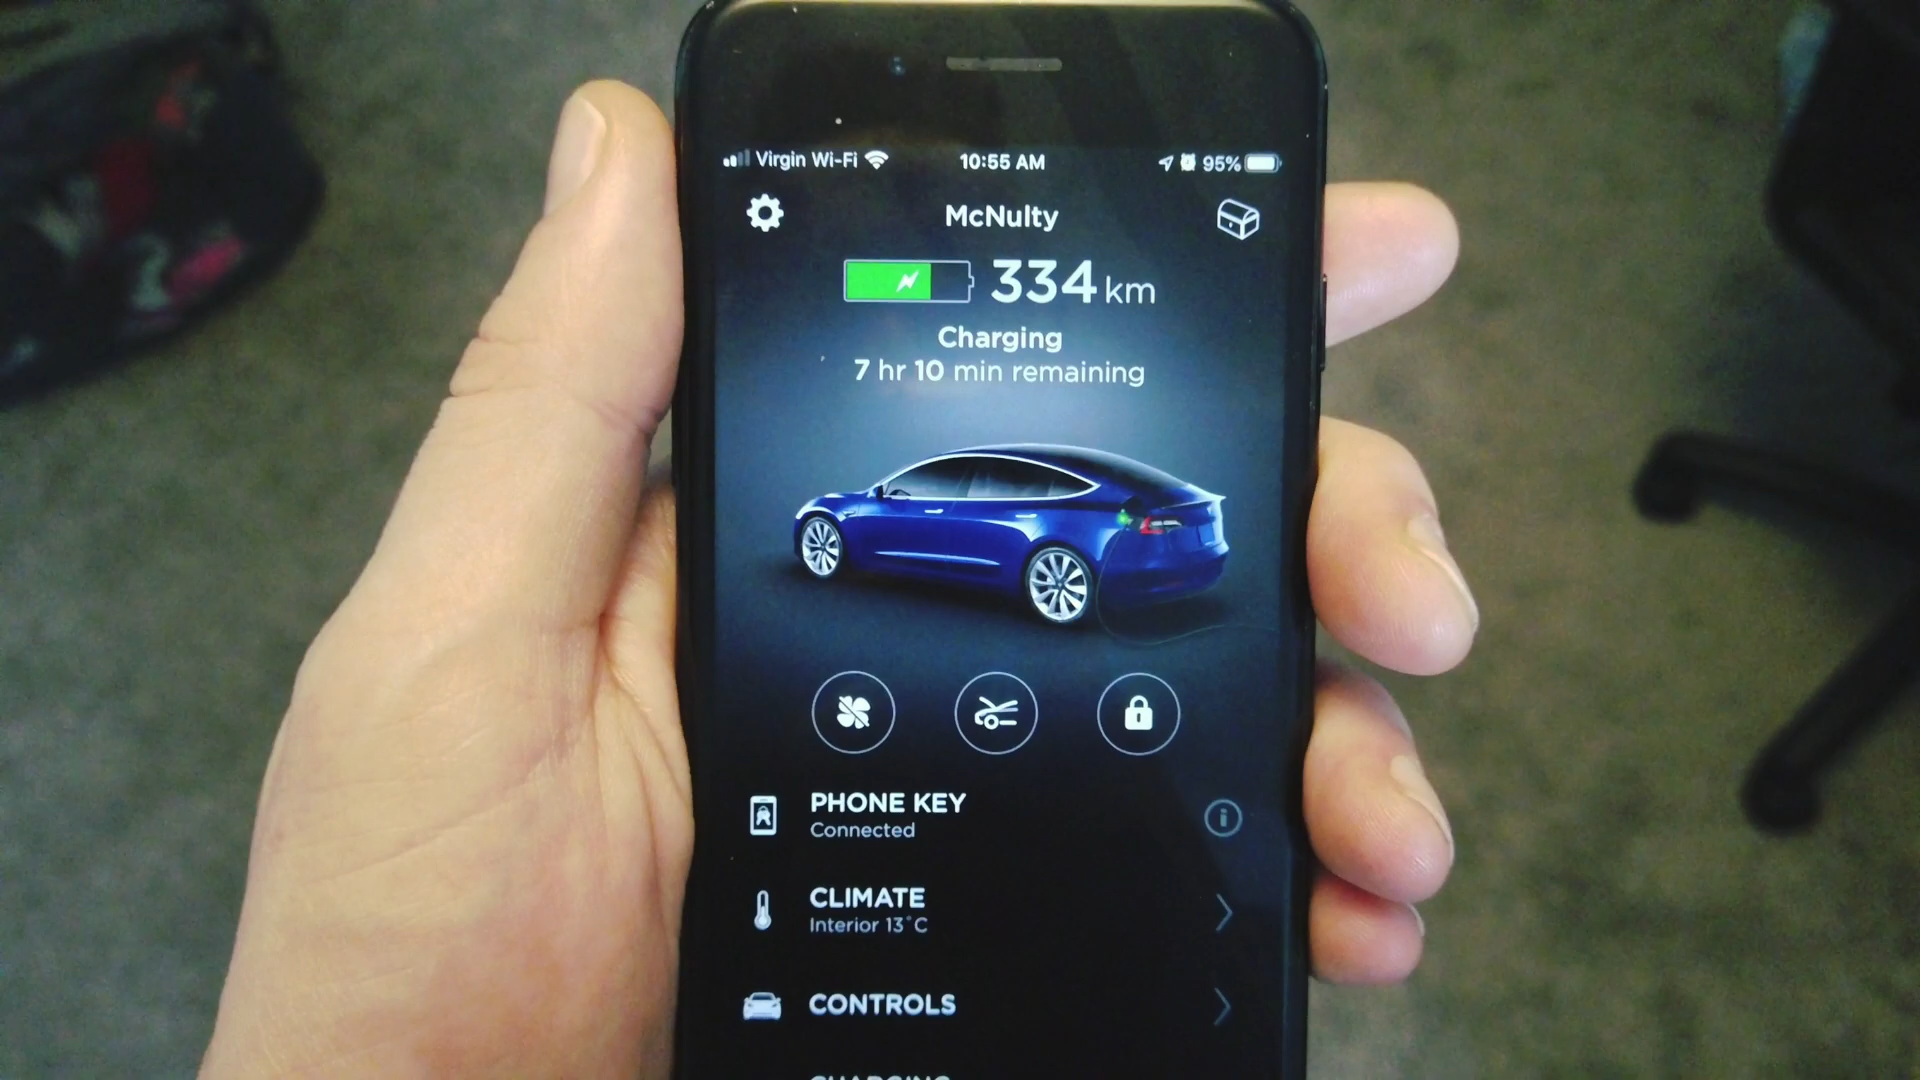 Virgin Wi-Fi 10:55 AM 95%
McNulty
334 km
Charging
7 hr 10 min remaining
PHONE KEY
Connected
CLIMATE
Interior 13°C
CONTROLS
CHARGING